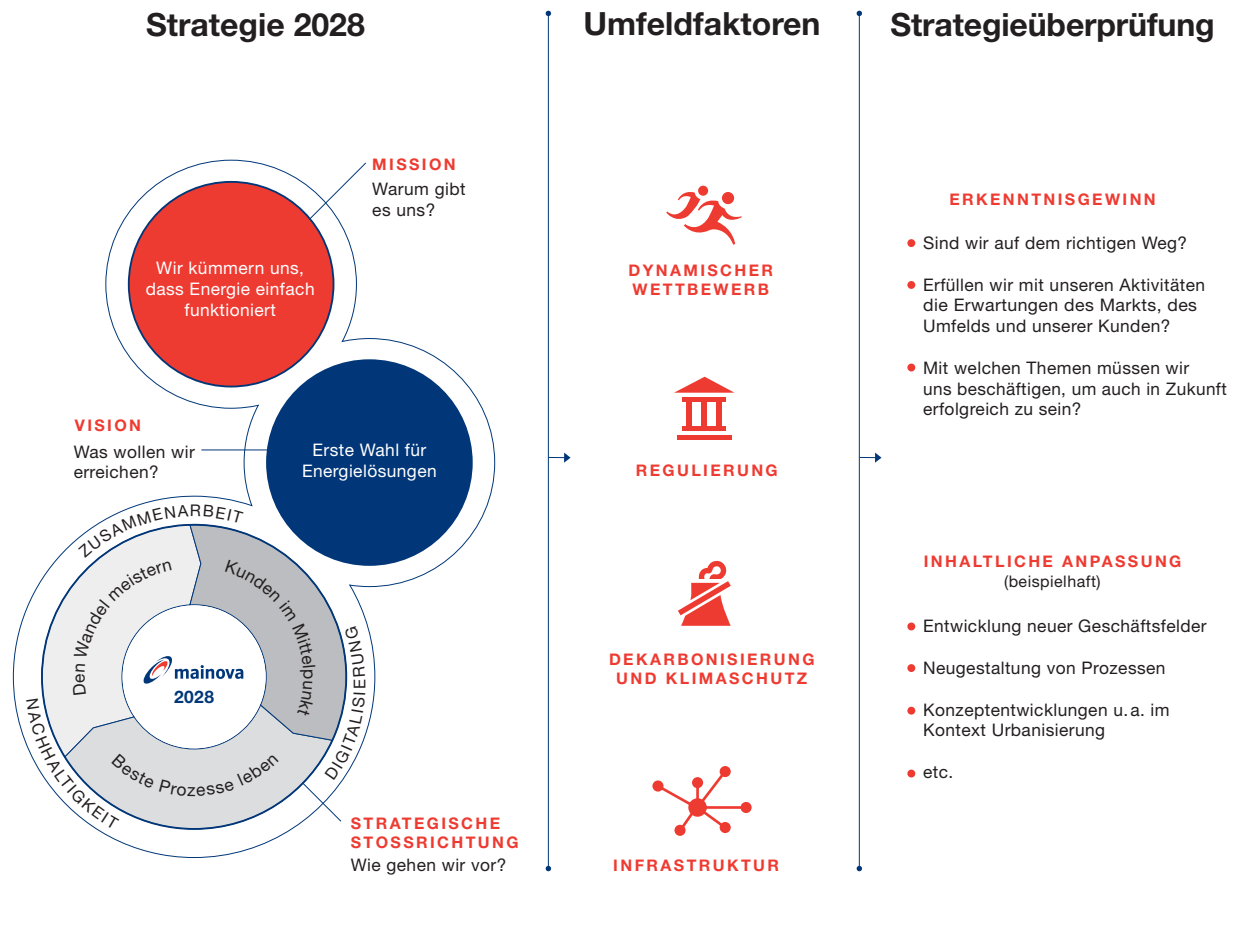 Strategie 2028
MISSION
Warum gibt
es uns?
Wir kümmern uns,
dass Energie einfach
funktioniert
VISION
Was wollen wir
erreichen?
Erste Wahl für
Energielösungen
ZUSAMMENARBEIT
DIGITALISIERUNG
NACHHALTIGKEIT
Den Wandel meistern
Kunden im Mittelpunkt
Beste Prozesse leben
mainova
2028
STRATEGISCHE
STOSSRICHTUNG
Wie gehen wir vor?
Umfeldfaktoren
DYNAMISCHER
WETTBEWERB
REGULIERUNG
DEKARBONISIERUNG
UND KLIMASCHUTZ
INFRASTRUKTUR
Strategieüberprüfung
ERKENNTNISGEWINN
• Sind wir auf dem richtigen Weg?
• Erfüllen wir mit unseren Aktivitäten
die Erwartungen des Markts, des
Umfelds und unserer Kunden?
• Mit welchen Themen müssen wir
uns beschäftigen, um auch in Zukunft
erfolgreich zu sein?
INHALTLICHE ANPASSUNG
(beispielhaft)
• Entwicklung neuer Geschäftsfelder
• Neugestaltung von Prozessen
• Konzeptentwicklungen u. a. im
Kontext Urbanisierung
• etc.